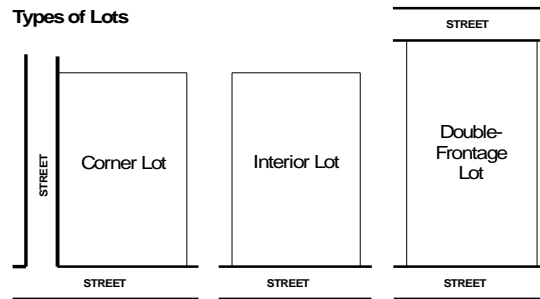 Types of Lots
STREET
STREET
Corner Lot
Interior Lot
Double-
Frontage
Lot
STREET
STREET
STREET